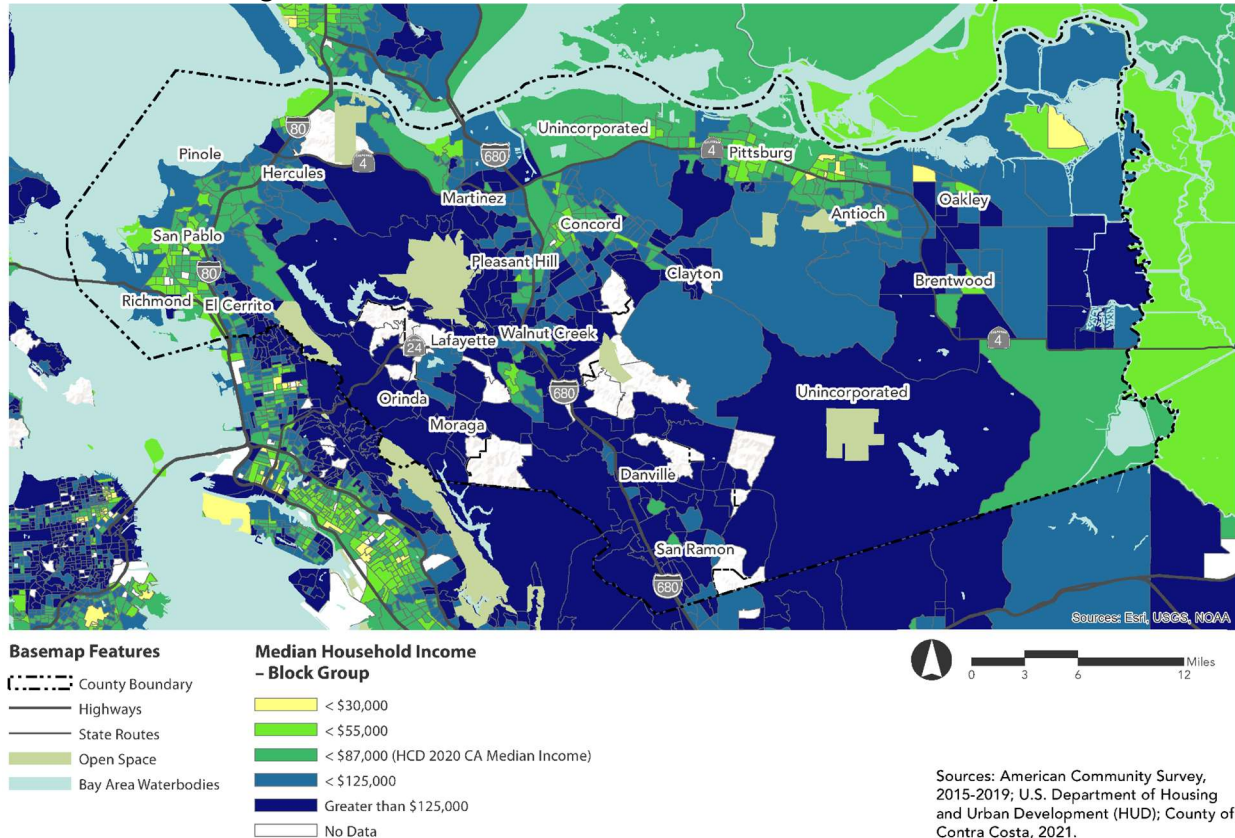 80
Unincorporated
680
4
Pittsburg
Pinole
4
Hercules
Martinez
Antioch
Oakley
San Pablo
Concord
80
Pleasant Hill
Clayton
Brentwood
Richmond
El Cerrito
Walnut Creek
Lafayette
24
4
680
Unincorporated
Orinda
Moraga
Danville
San Ramon
680
Sources: Esri, USGS, NOAA
Basemap Features
County Boundary
Highways
State Routes
Open Space
Bay Area Waterbodies
Median Household Income
– Block Group
< $30,000
< $55,000
< $87,000 (HCD 2020 CA Median Income)
< $125,000
Greater than $125,000
No Data
Miles
0 3 6 12
Sources: American Community Survey,
2015-2019; U.S. Department of Housing
and Urban Development (HUD); County of
Contra Costa, 2021.